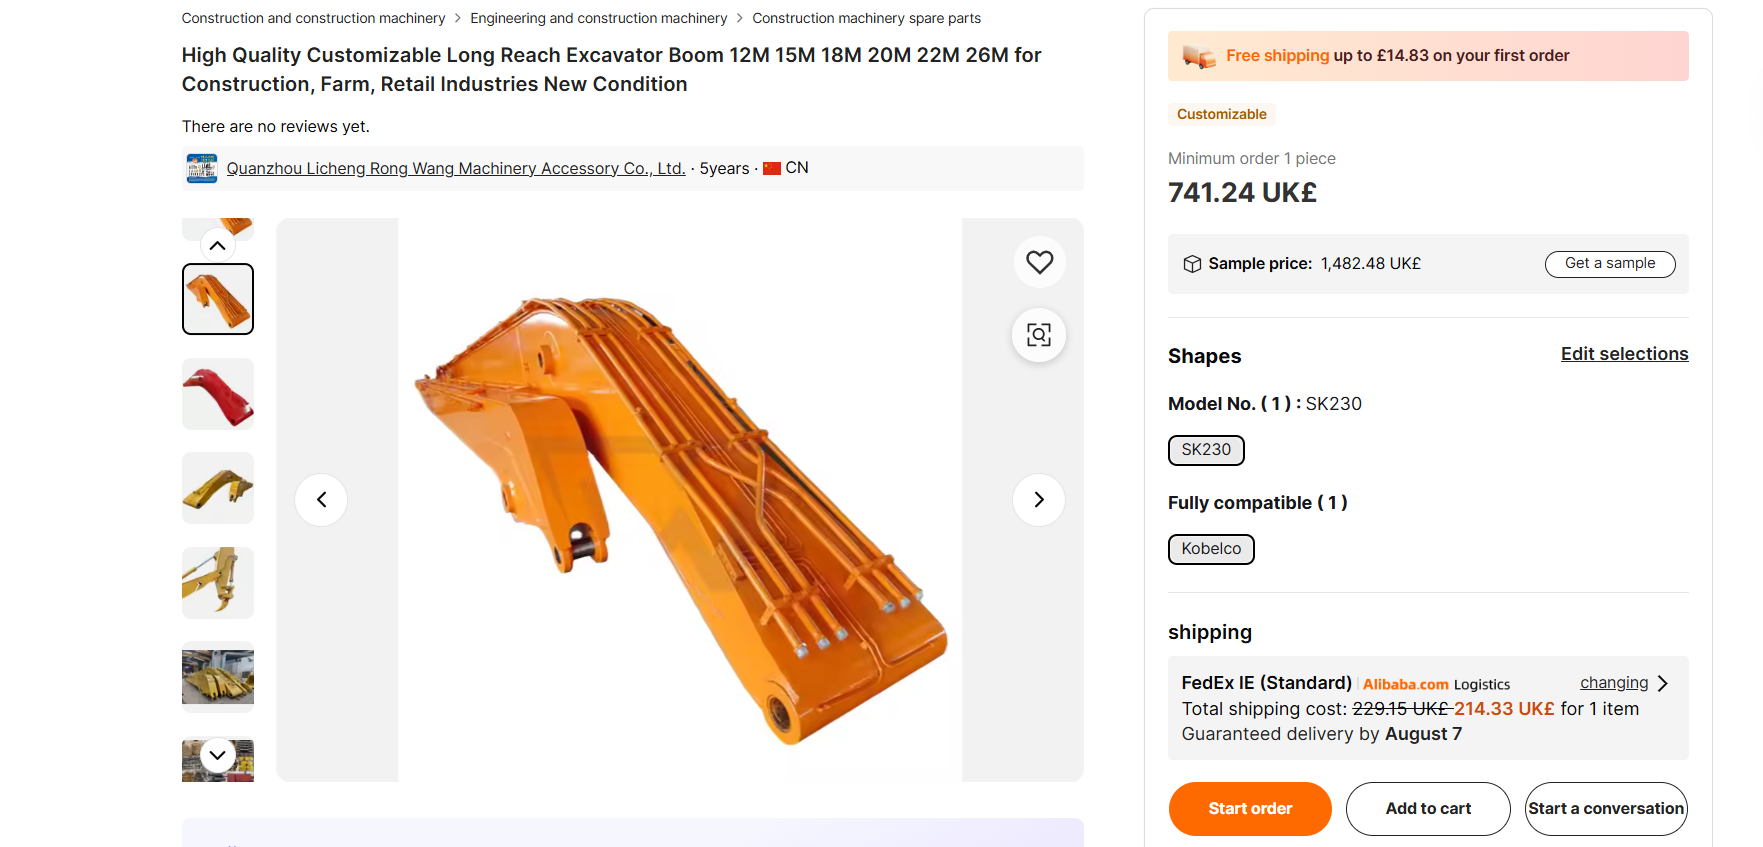 Construction and construction machinery > Engineering and construction machinery > Construction machinery spare parts
High Quality Customizable Long Reach Excavator Boom 12M 15M 18M 20M 22M 26M for
Construction, Farm, Retail Industries New Condition
There are no reviews yet.
Quanzhou Licheng Rong Wang Machinery Accessory Co., Ltd. · 5years · CN
Free shipping up to £14.83 on your first order
Customizable
Minimum order 1 piece
741.24 UK£
Sample price: 1,482.48 UK£
Get a sample
Shapes
Edit selections
Model No. ( 1 ) : SK230
SK230
Fully compatible ( 1 )
Kobelco
shipping
FedEx IE (Standard) | Alibaba.com Logistics
changing
Total shipping cost: 229.15 UK£ 214.33 UK£ for 1 item
Guaranteed delivery by August 7
Start order
Add to cart
Start a conversation